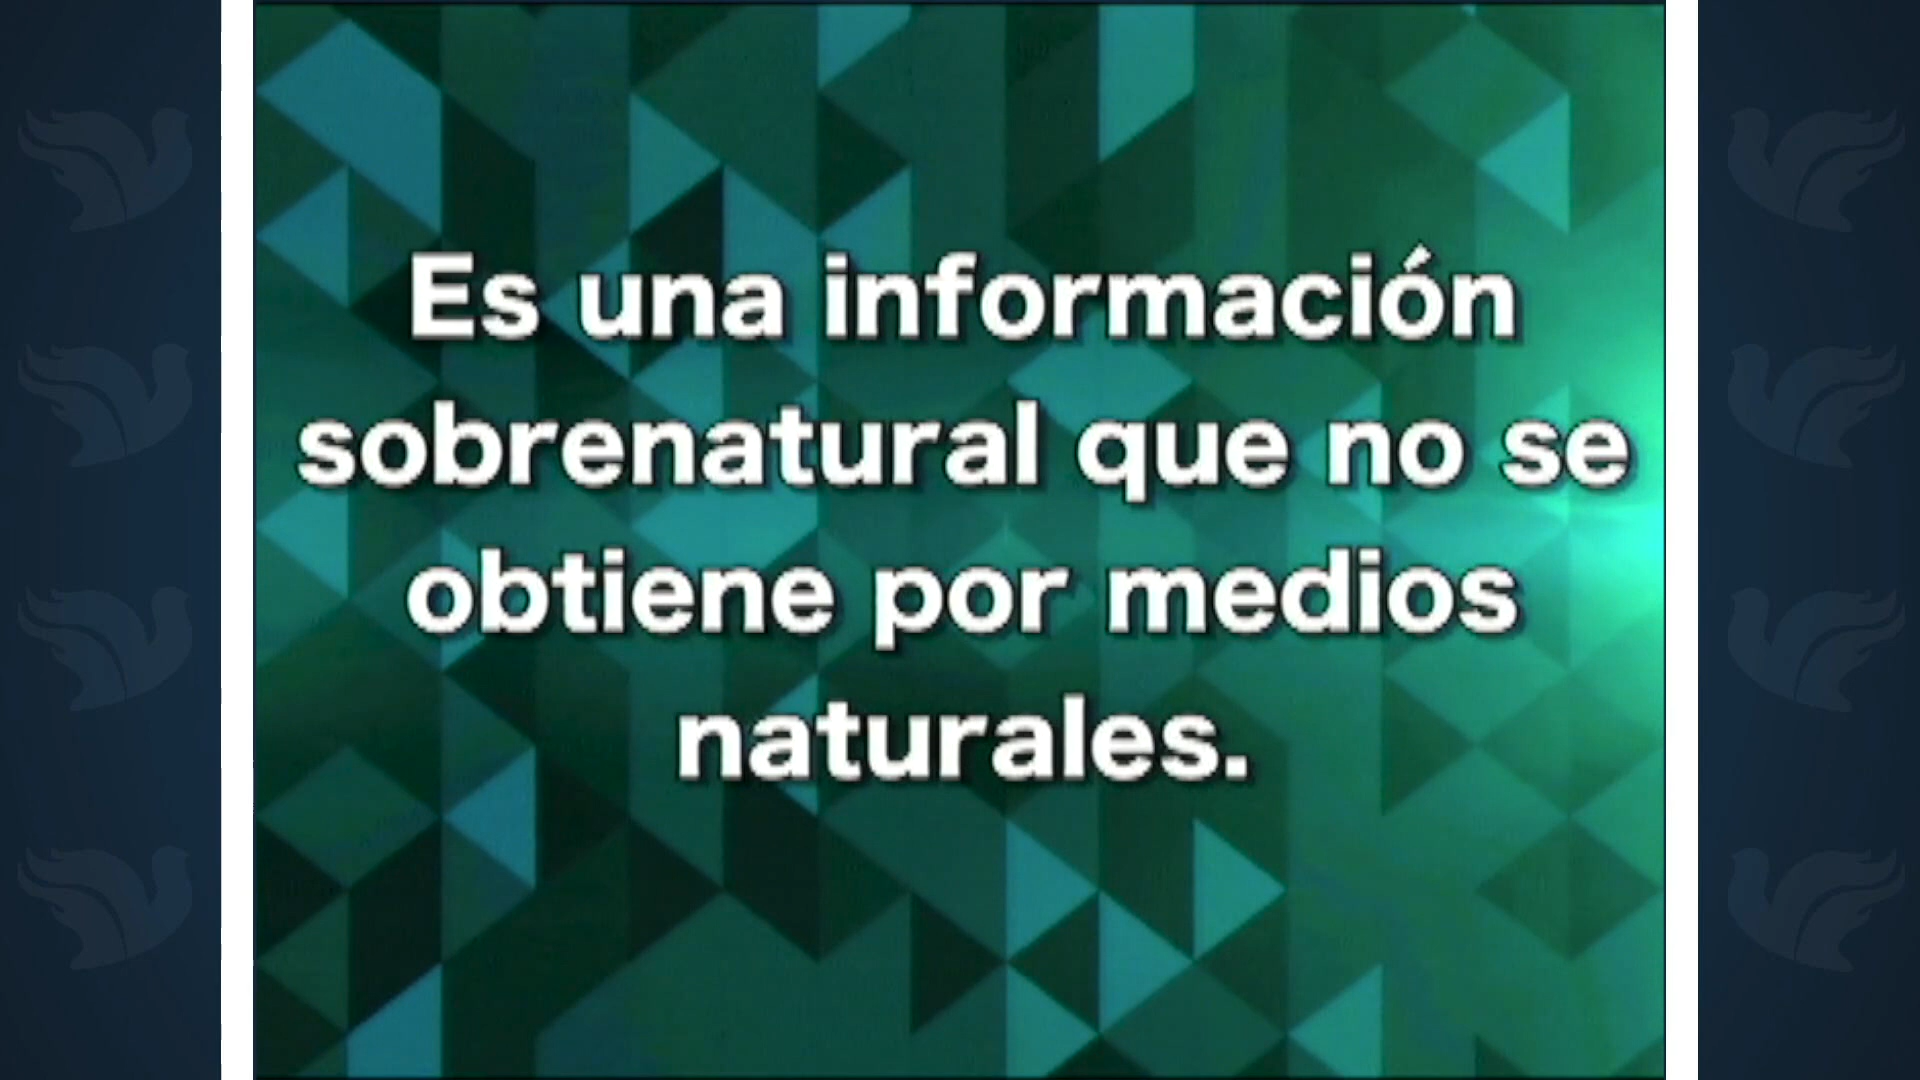 Es una información
sobrenatural que no se
obtiene por medios
naturales.